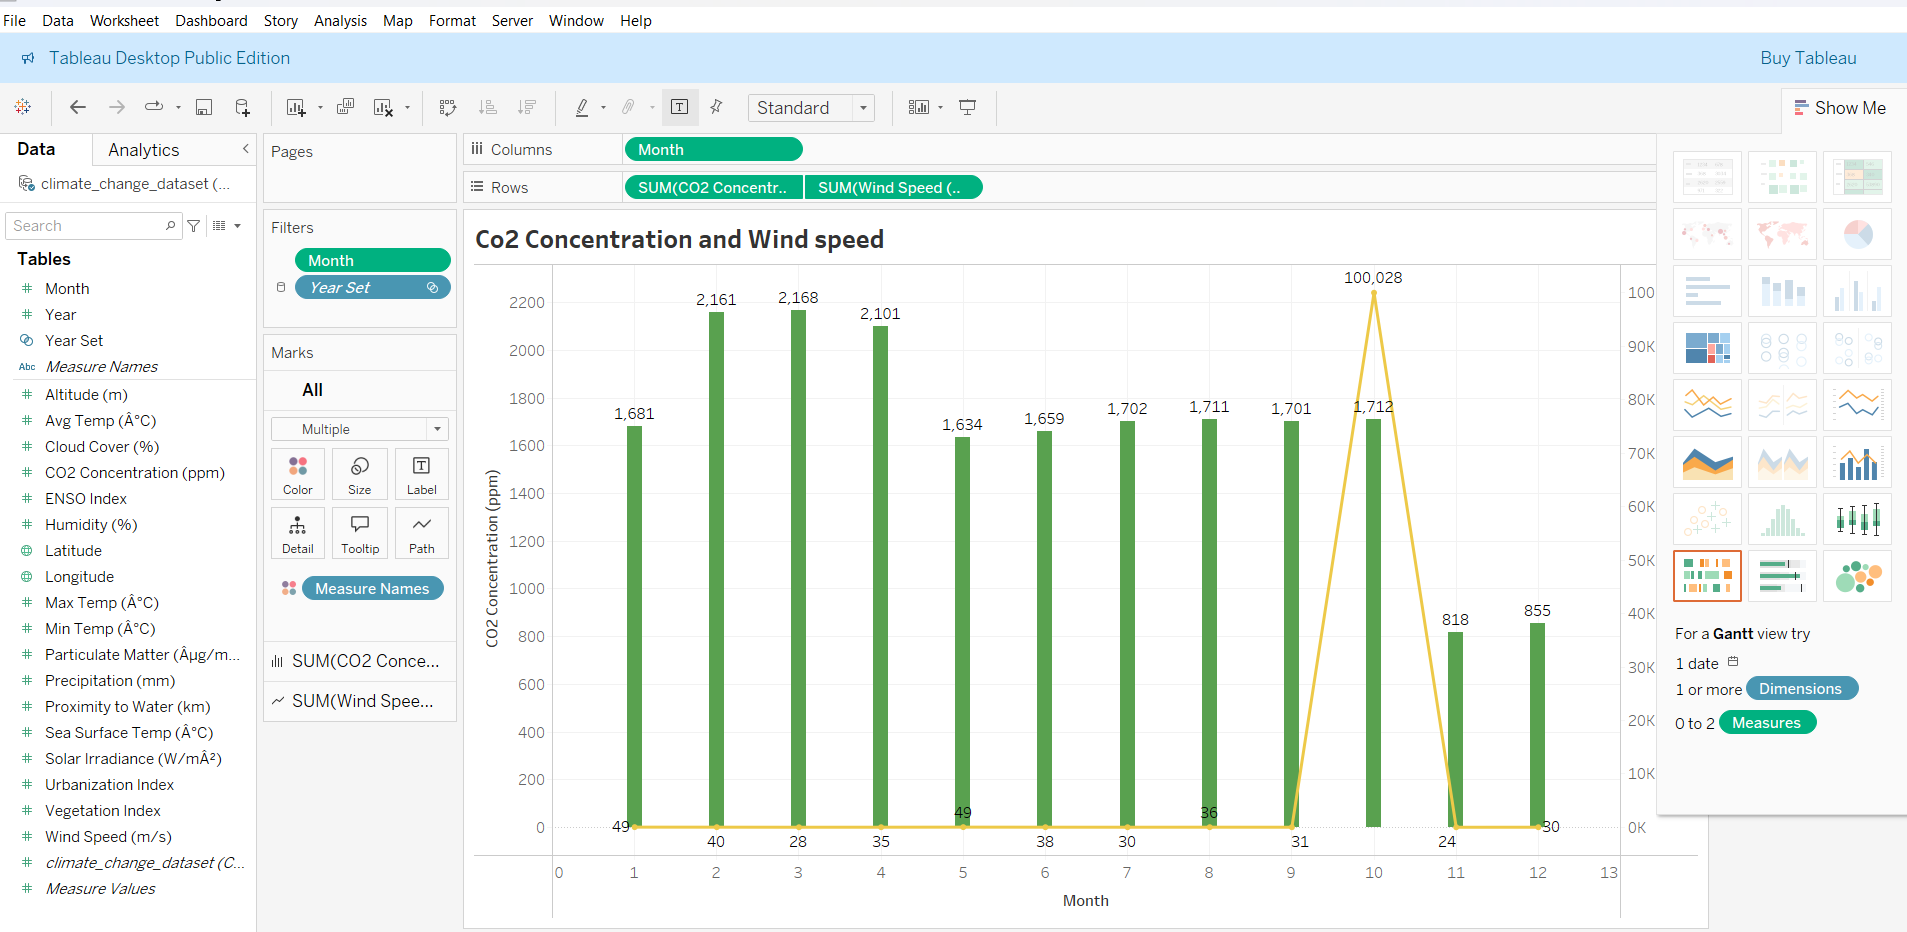 File Data Worksheet Dashboard Story Analysis Map Format Server Window Help
Tableau Desktop Public Edition Buy Tableau
Standard Show Me
Data Analytics
climate_change_dataset (...
Search
Tables
Month
Year
Year Set
Abc Measure Names
Altitude (m)
Avg Temp (Â°C)
Cloud Cover (%)
CO2 Concentration (ppm)
ENSO Index
Humidity (%)
Latitude
Longitude
Max Temp (Â°C)
Min Temp (Â°C)
Particulate Matter (Âµg/m...
Precipitation (mm)
Proximity to Water (km)
Sea Surface Temp (Â°C)
Solar Irradiance (W/mÂ²)
Urbanization Index
Vegetation Index
Wind Speed (m/s)
climate_change_dataset (C...
Measure Values
Pages
Filters
Month
Year Set
Marks
All
Multiple
Color Size Label
Detail Tooltip Path
Measure Names
SUM(CO2 Conce...
SUM(Wind Spee...
Columns Month
Rows SUM(CO2 Concentr.. SUM(Wind Speed (..
Co2 Concentration and Wind speed
CO2 Concentration (ppm)
2200
2000
1800
1600
1400
1200
1000
800
600
400
200
0
1,681 2,161 2,168 2,101 1,634 1,659 1,702 1,711 1,701 1,712 818 855
49 40 28 35 49 38 30 36 31 100,028 24 30
100
90K
80K
70K
60K
50K
40K
30K
20K
10K
0K
0 1 2 3 4 5 6 7 8 9 10 11 12 13
Month
For a Gantt view try
1 date
1 or more Dimensions
0 to 2 Measures